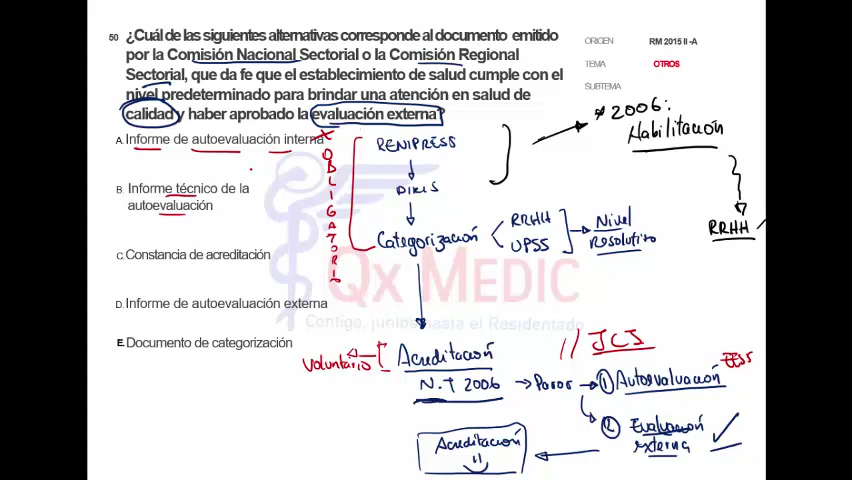 50 ¿Cuál de las siguientes alternativas corresponde al documento emitido
por la Comisión Nacional Sectorial o la Comisión Regional
Sectorial, que da fe que el establecimiento de salud cumple con el
nivel predeterminado para brindar una atención en salud de
calidad y haber aprobado la evaluación externa?
ORIGEN RM 2015 II -A
TEMA OTROS
SUBTEMA
A. Informe de autoevaluación interna
B. Informe técnico de la
autoevaluación
C. Constancia de acreditación
D. Informe de autoevaluación externa
E. Documento de categorización
OBLIGATORIO
RENIPRESS
DIRIS
Categorización
RRHH
UPSS
Nivel
resolutivo
2006:
Habilitación
RRHH
Qx MEDIC
Contigo, juntos hasta el Residentado
Voluntario
Acreditación
N.T 2006
// JCI
Pasos
1 Autoevaluación
EESS
2 Evaluación
externa
Acreditación